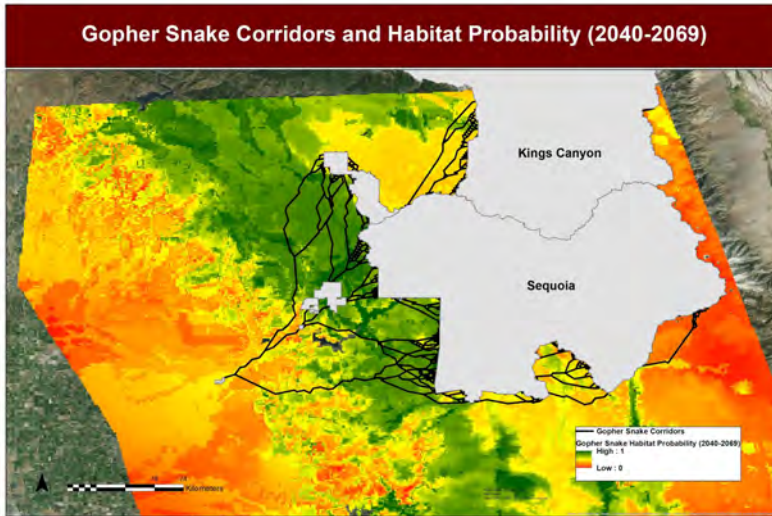 Gopher Snake Corridors and Habitat Probability (2040-2069)
Kings Canyon
Sequoia
Gopher Snake Corridors
Gopher Snake Habitat Probability (2040-2069)
High : 1
Low : 0
Kilometers